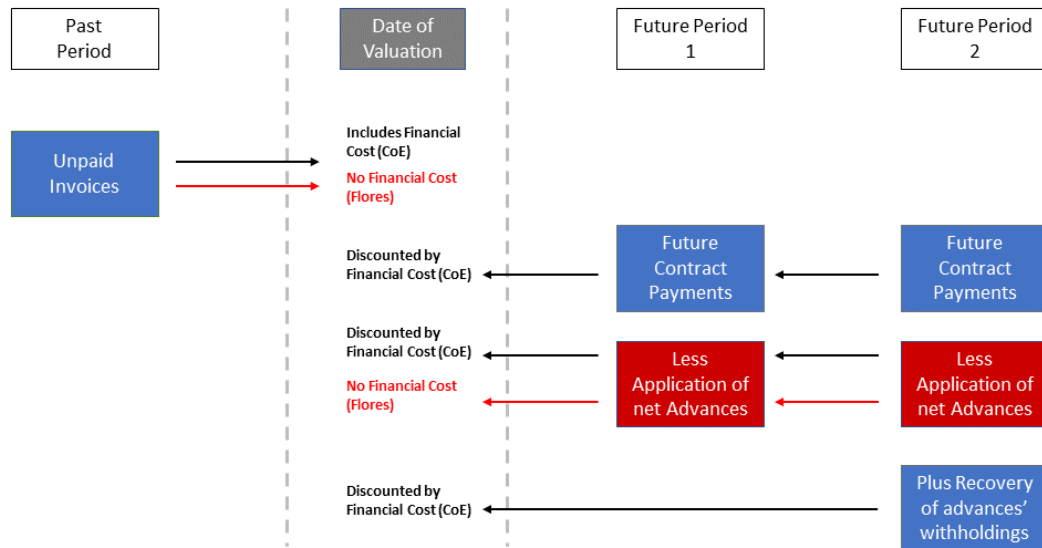 Past
Period
Date of
Valuation
Future Period
1
Future Period
2
Unpaid
Invoices
Includes Financial
Cost (CoE)
No Financial Cost
(Flores)
Discounted by
Financial Cost (CoE)
Future
Contract
Payments
Future
Contract
Payments
Discounted by
Financial Cost (CoE)
No Financial Cost
(Flores)
Less
Application of
net Advances
Less
Application of
net Advances
Discounted by
Financial Cost (CoE)
Plus Recovery
of advances’
withholdings